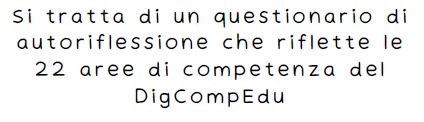 Si tratta di un questionario di
autoriflessione che riflette le
22 aree di competenza del
DigCompEdu